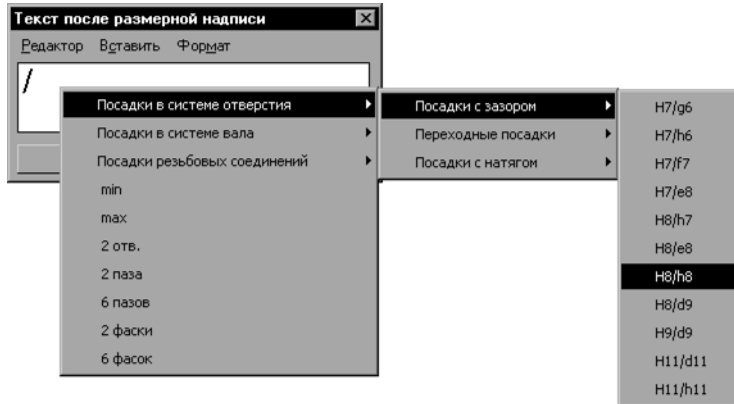 Текст после размерной надписи
Редактор Вставить Формат
/
Посадки в системе отверстия
Посадки в системе вала
Посадки резьбовых соединений
min
max
2 отв.
2 паза
6 пазов
2 фаски
6 фасок
Посадки с зазором
Переходные посадки
Посадки с натягом
H7/g6
H7/h6
H7/f7
H7/e8
H8/h7
H8/e8
H8/h8
H8/d9
H9/d9
H11/d11
H11/h11